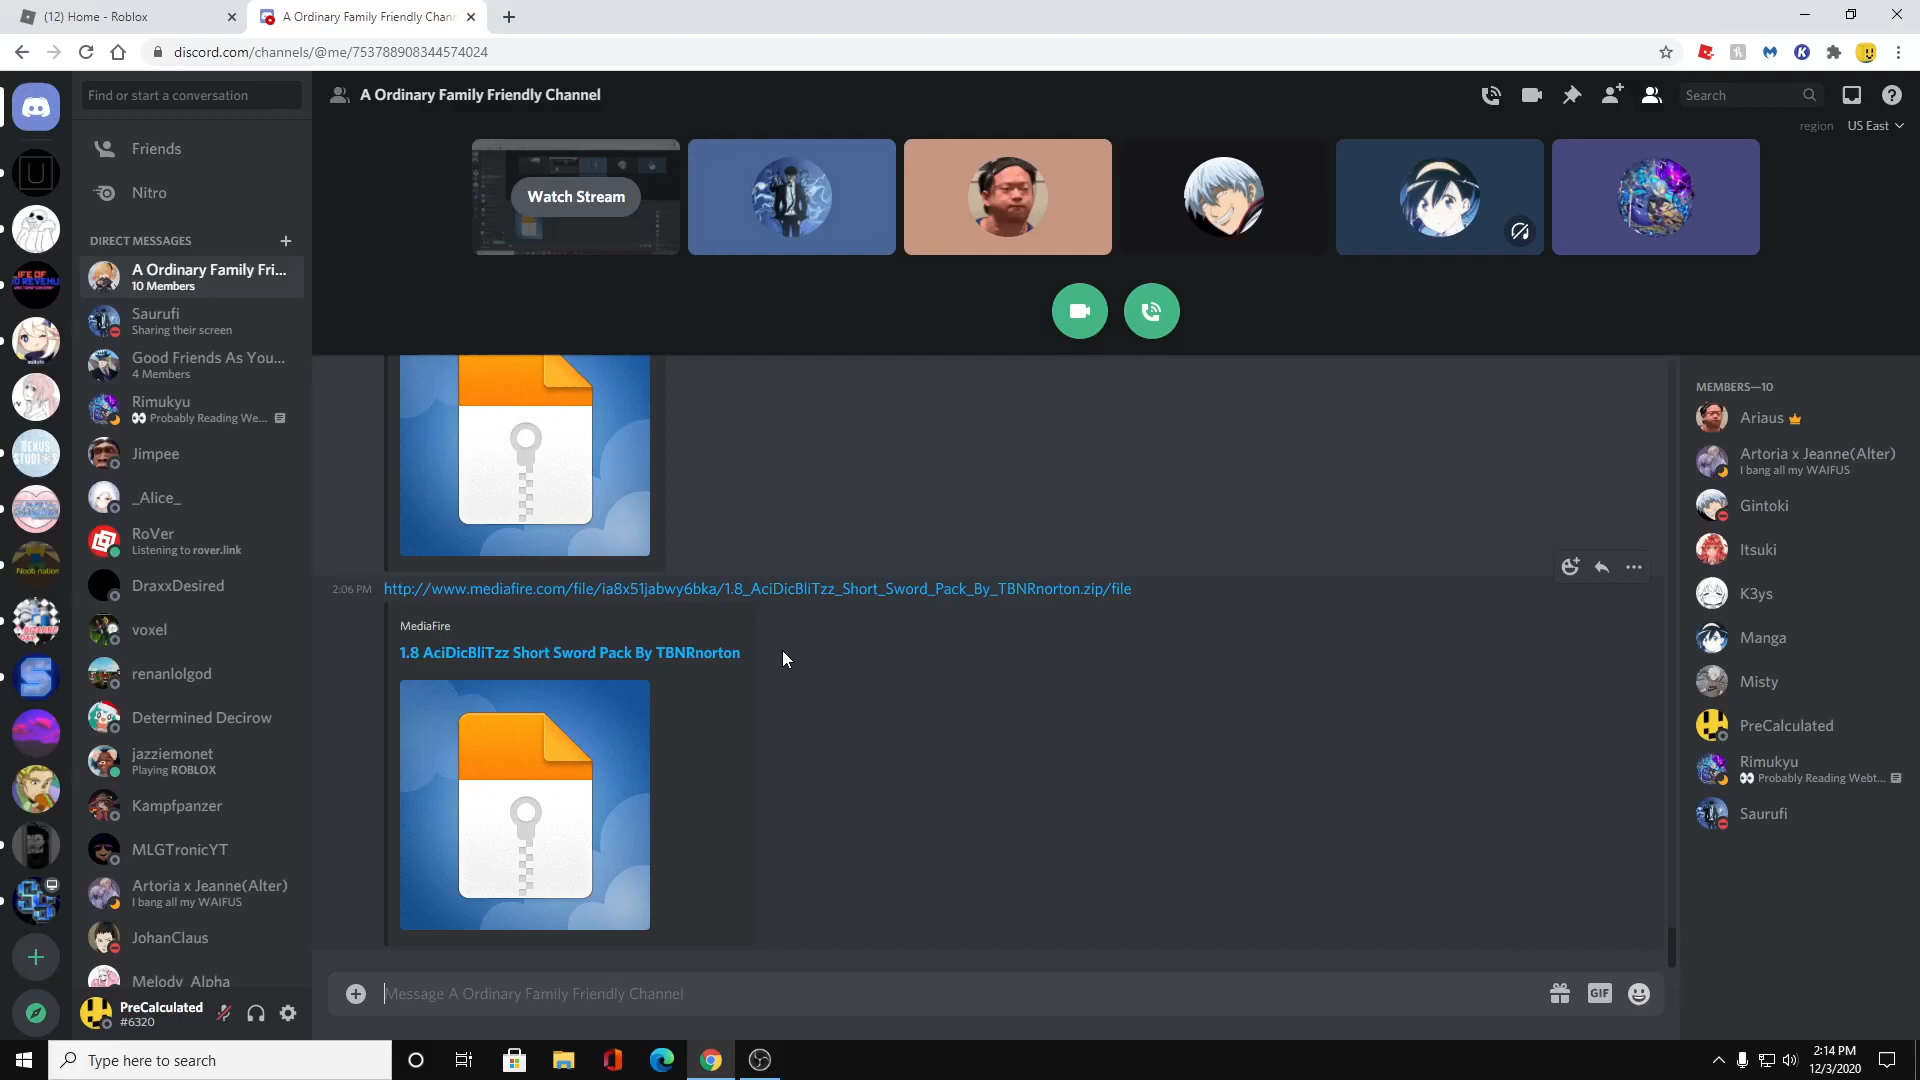 (12) Home - Roblox
A Ordinary Family Friendly Chann
discord.com/channels/@me/753788908344574024
Find or start a conversation
A Ordinary Family Friendly Channel
Search
region US East
Friends
Nitro
Watch Stream
DIRECT MESSAGES
A Ordinary Family Fri...
10 Members
Saurufi
Sharing their screen
Good Friends As You...
4 Members
Rimukyu
Probably Reading We...
Jimpee
_Alice_
RoVer
Listening to rover.link
DraxxDesired
voxel
renanlolgod
Determined Decirow
jazziemonet
Playing ROBLOX
Kampfpanzer
MLGTronicYT
Artoria x Jeanne(Alter)
I bang all my WAIFUS
JohanClaus
Melody_Alpha
PreCalculated
#6320
2:06 PM
http://www.mediafire.com/file/ia8x51jabwy6bka/1.8_AciDicBliTzz_Short_Sword_Pack_By_TBNRnorton.zip/file
MediaFire
1.8 AciDicBliTzz Short Sword Pack By TBNRnorton
Message A Ordinary Family Friendly Channel
GIF
MEMBERS—10
Ariaus
Artoria x Jeanne(Alter)
I bang all my WAIFUS
Gintoki
Itsuki
K3ys
Manga
Misty
PreCalculated
Rimukyu
Probably Reading Webt...
Saurufi
Noob nation
Type here to search
2:14 PM
12/3/2020